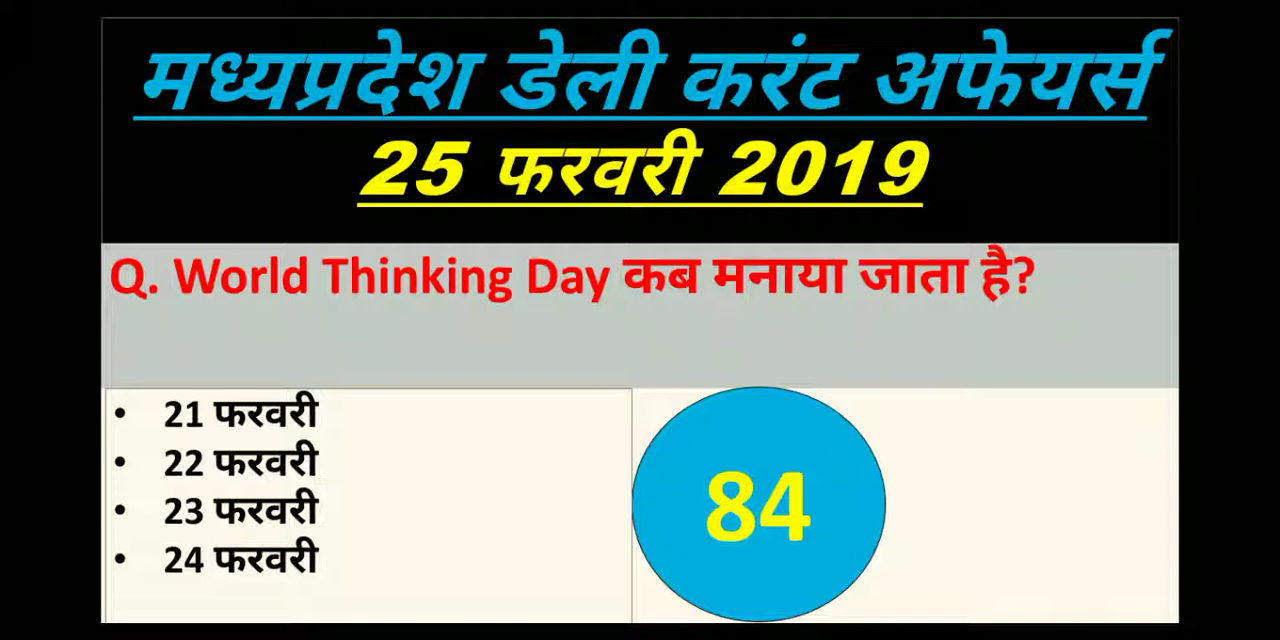 मध्यप्रदेश डेली करंट अफेयर्स
25 फरवरी 2019
Q. World Thinking Day कब मनाया जाता है?
• 21 फरवरी
• 22 फरवरी
• 23 फरवरी
• 24 फरवरी
84